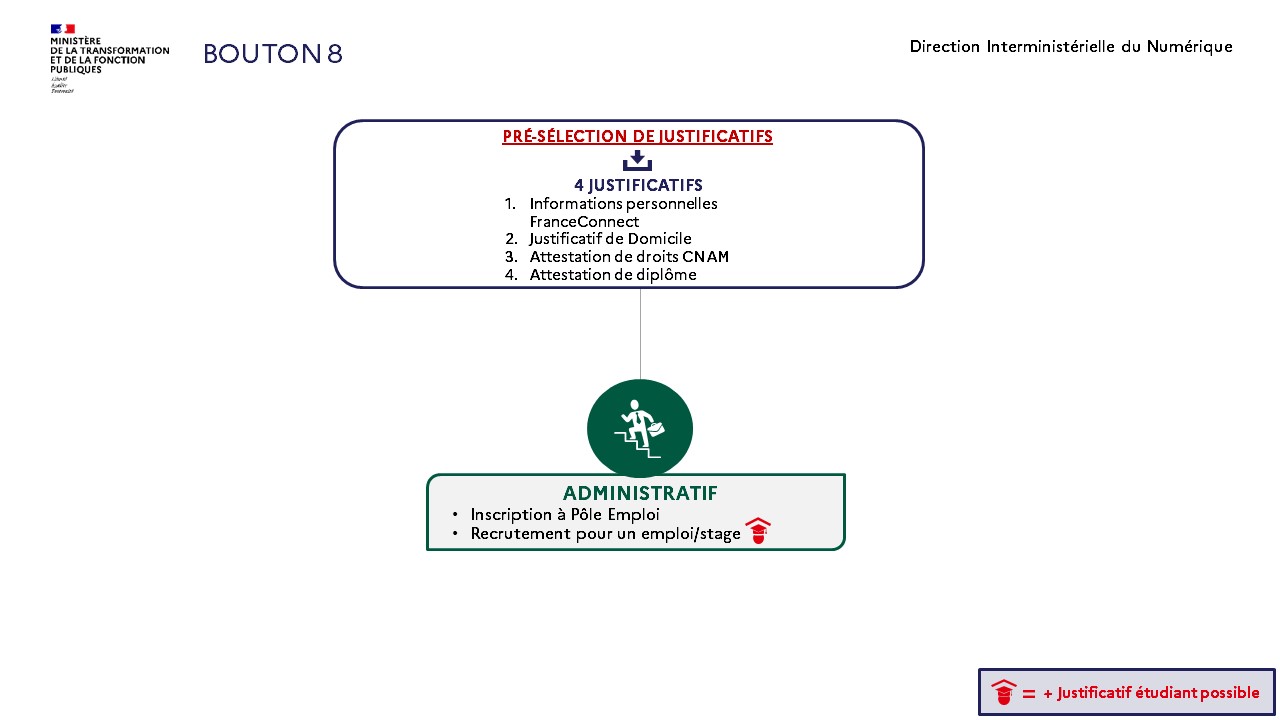 MINISTÈRE
DE LA TRANSFORMATION
ET DE LA FONCTION
PUBLIQUES
Liberté
Égalité
Fraternité
BOUTON 8
Direction Interministérielle du Numérique
PRÉ-SÉLECTION DE JUSTIFICATIFS
4 JUSTIFICATIFS
1. Informations personnelles
FranceConnect
2. Justificatif de Domicile
3. Attestation de droits CNAM
4. Attestation de diplôme
ADMINISTRATIF
• Inscription à Pôle Emploi
• Recrutement pour un emploi/stage
= + Justificatif étudiant possible